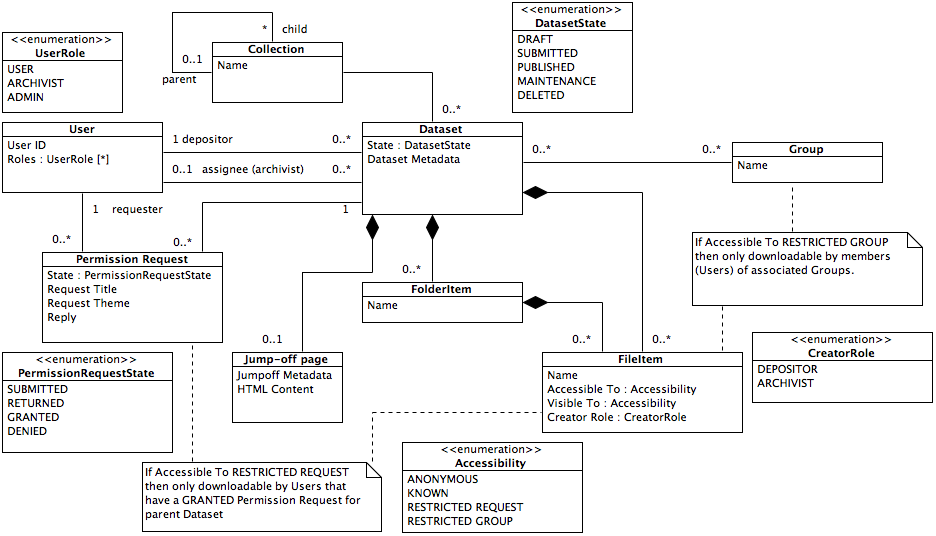 * child
0..1
parent
Collection
Name
<<enumeration>>
DatasetState
DRAFT
SUBMITTED
PUBLISHED
MAINTENANCE
DELETED
<<enumeration>>
UserRole
USER
ARCHIVIST
ADMIN
0..*
User
User ID
Roles : UserRole [*]
1 depositor
0..*
0..1 assignee (archivist)
0..*
Dataset
State : DatasetState
Dataset Metadata
0..*
0..*
Group
Name
1 requester
0..*
0..*
1
Permission Request
State : PermissionRequestState
Request Title
Request Theme
Reply
0..*
FolderItem
Name
If Accessible To RESTRICTED GROUP
then only downloadable by members
(Users) of associated Groups.
0..1
0..*
0..*
<<enumeration>>
PermissionRequestState
SUBMITTED
RETURNED
GRANTED
DENIED
Jump-off page
Jumpoff Metadata
HTML Content
FileItem
Name
Accessible To : Accessibility
Visible To : Accessibility
Creator Role : CreatorRole
<<enumeration>>
CreatorRole
DEPOSITOR
ARCHIVIST
If Accessible To RESTRICTED REQUEST
then only downloadable by Users that
have a GRANTED Permission Request for
parent Dataset
<<enumeration>>
Accessibility
ANONYMOUS
KNOWN
RESTRICTED REQUEST
RESTRICTED GROUP